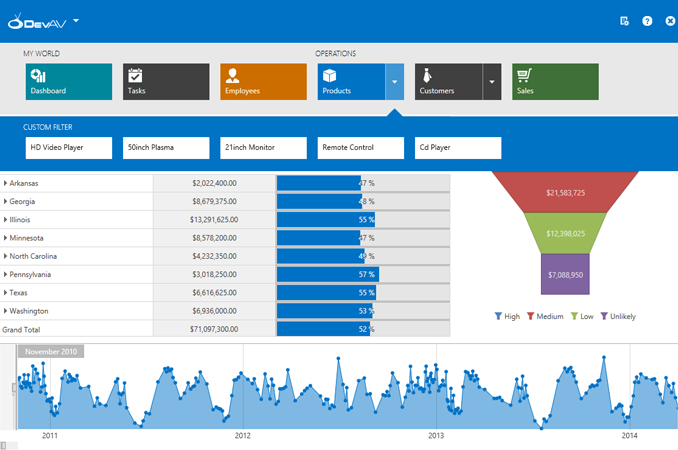 DevAV
MY WORLD
OPERATIONS
Dashboard
Tasks
Employees
Products
Customers
Sales
CUSTOM FILTER
HD Video Player
50inch Plasma
21inch Monitor
Remote Control
Cd Player
Arkansas $2,022,400.00 47 %
Georgia $8,679,375.00 48 %
Illinois $13,291,625.00 55 %
Minnesota $8,578,200.00 47 %
North Carolina $4,232,350.00 49 %
Pennsylvania $3,018,250.00 57 %
Texas $6,616,625.00 55 %
Washington $6,936,000.00 53 %
Grand Total $71,097,300.00 52 %
$21,583,725
$12,398,025
$7,088,950
High Medium Low Unlikely
November 2010
2011 2012 2013 2014